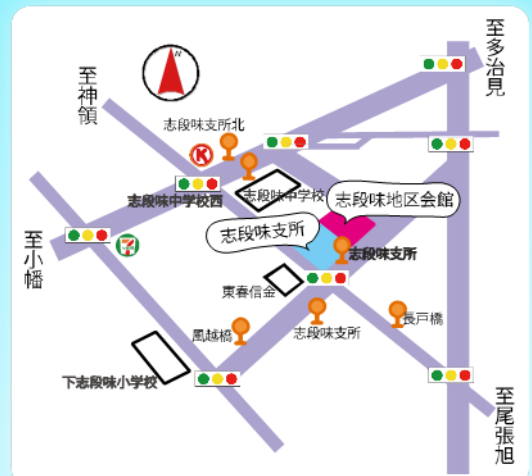 至多治見
至神領
N
志段味支所北
K
志段味中学校西
志段味中学校
志段味地区会館
志段味支所
志段味支所
至小幡
7
東春信金
志段味支所
長戸橋
風越橋
下志段味小学校
至尾張旭